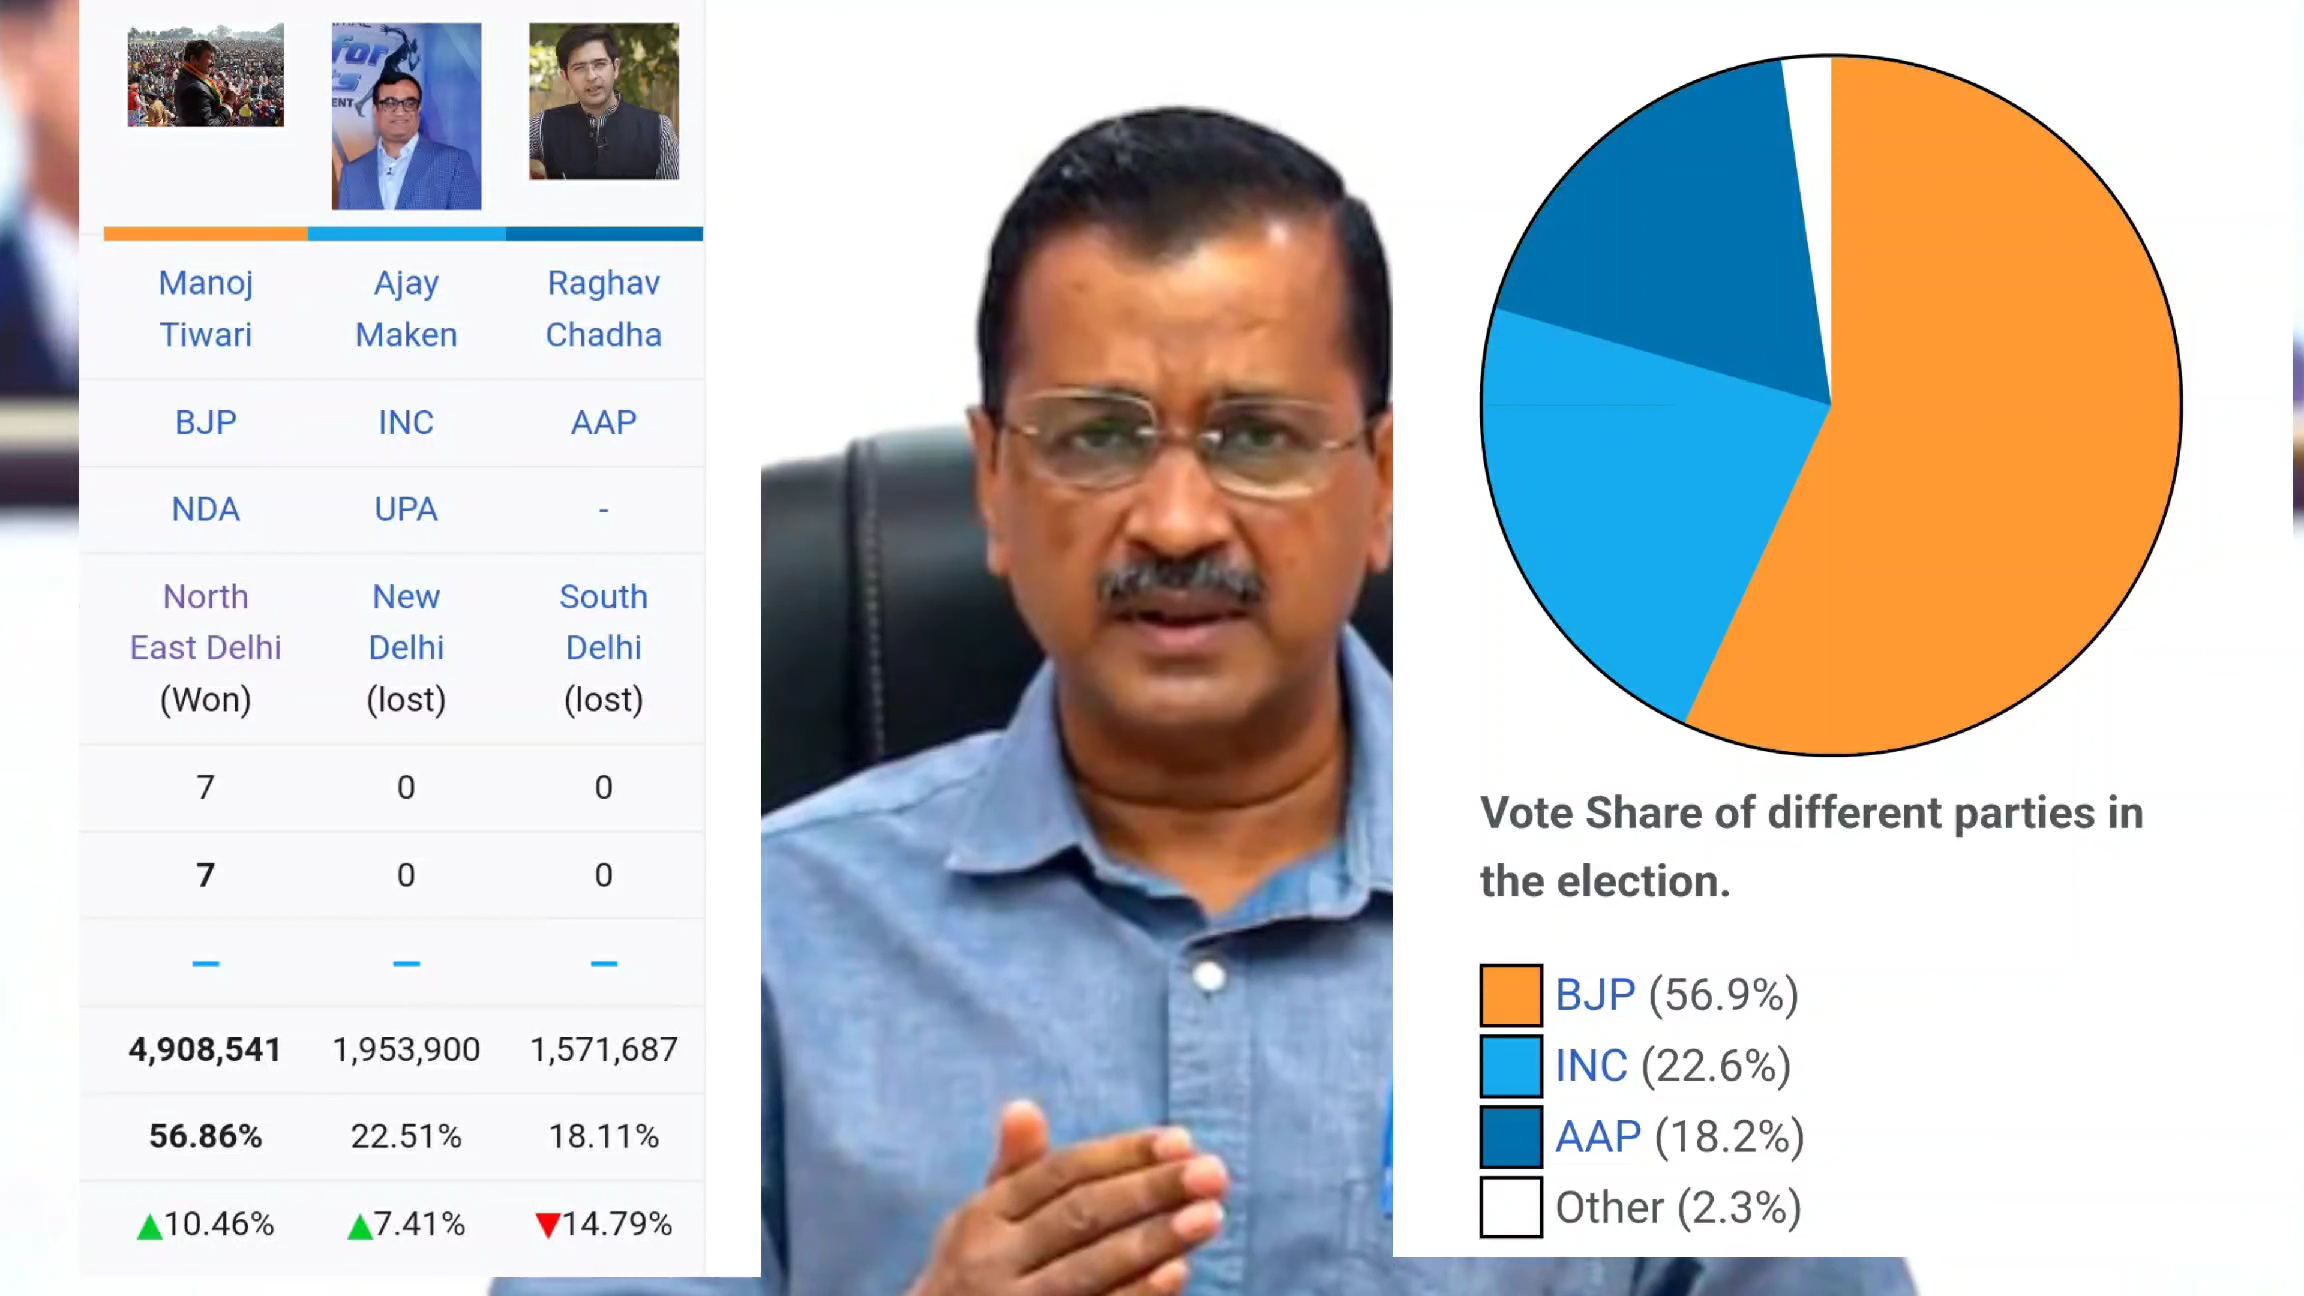 for
ts
ENT
Manoj Ajay Raghav
Tiwari Maken Chadha
BJP INC AAP
NDA UPA -
North New South
East Delhi Delhi Delhi
(Won) (lost) (lost)
7 0 0
7 0 0
– – –
4,908,541 1,953,900 1,571,687
56.86% 22.51% 18.11%
▲10.46% ▲7.41% ▼14.79%
Vote Share of different parties in
the election.
BJP (56.9%)
INC (22.6%)
AAP (18.2%)
Other (2.3%)